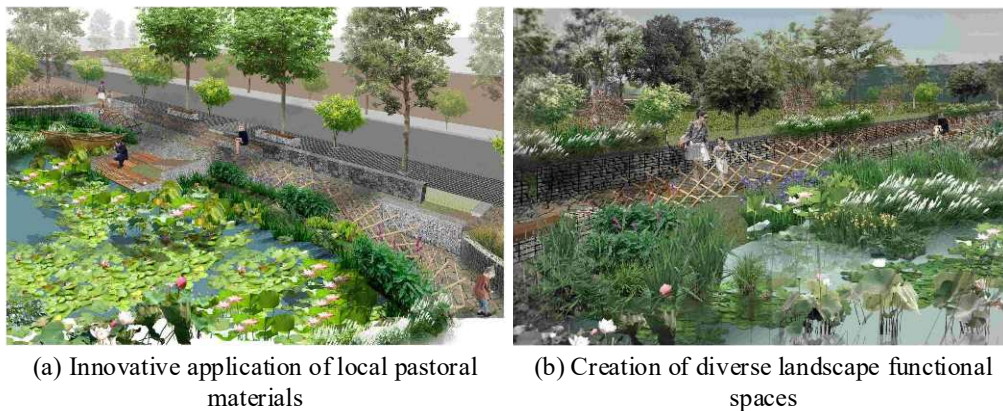 (a) Innovative application of local pastoral
materials
(b) Creation of diverse landscape functional
spaces